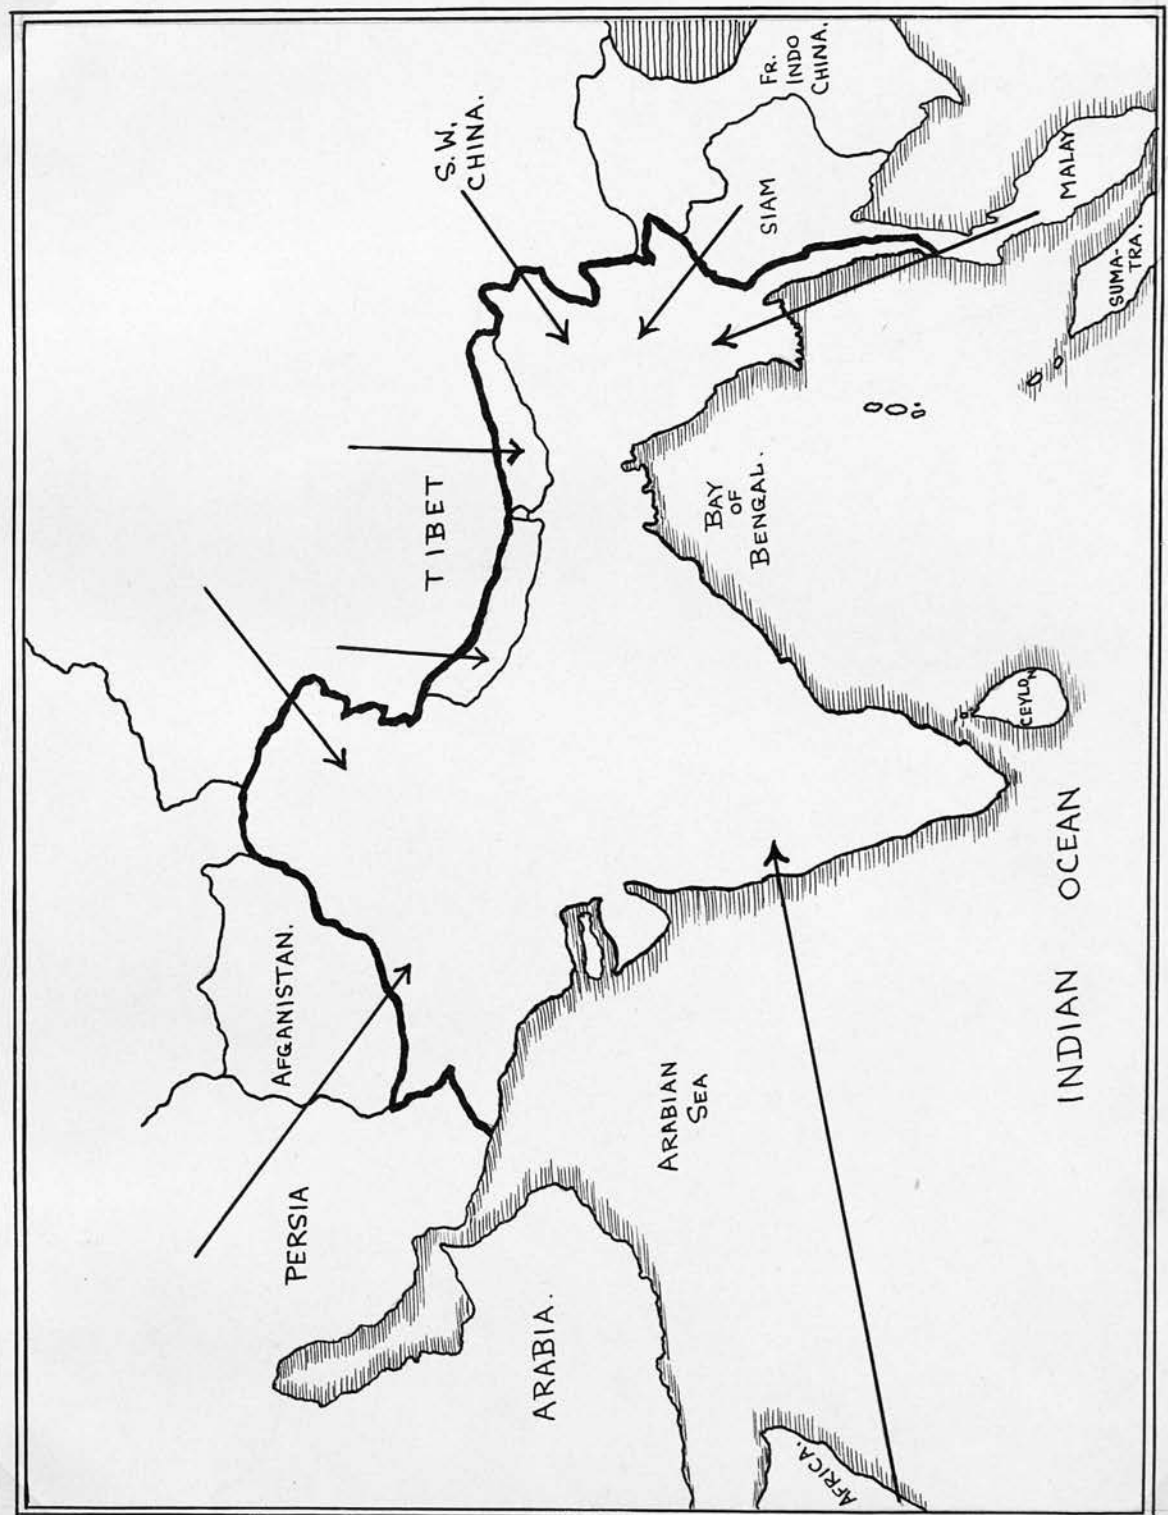 S.W.
CHINA.
FR.
INDO
CHINA.
TIBET
SIAM
MALAY
SUMA-
TRA.
AFGANISTAN.
BAY
OF
BENGAL.
PERSIA
CEYLON
ARABIAN
SEA
ARABIA.
INDIAN OCEAN
AFRICA.